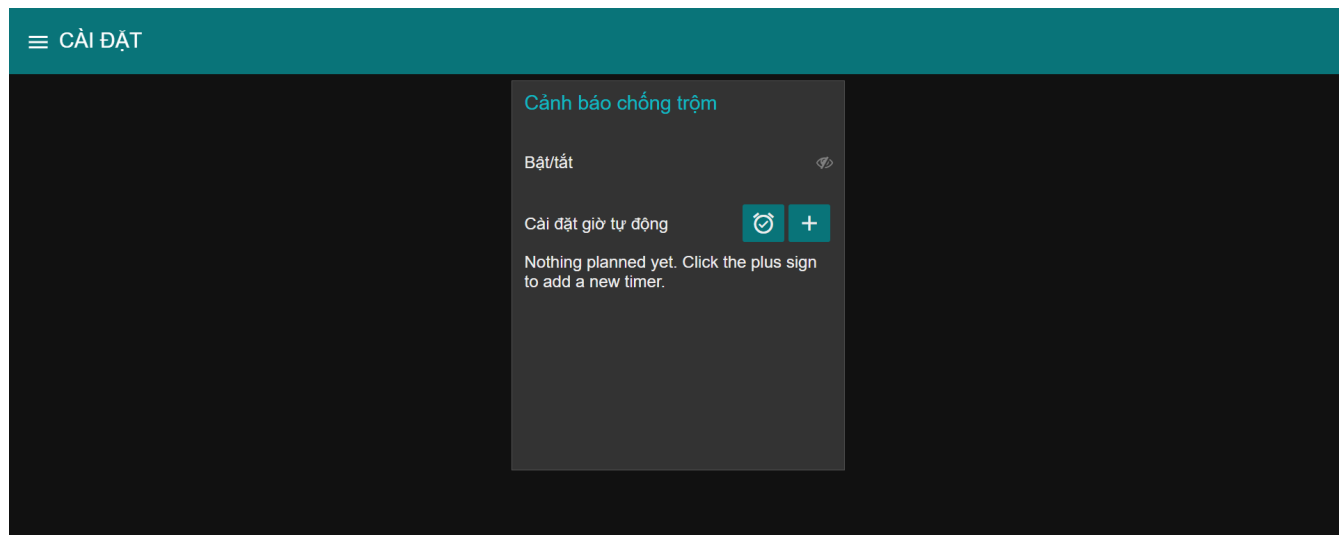 CÀI ĐẶT
Cảnh báo chống trộm
Bật/tắt
Cài đặt giờ tự động
Nothing planned yet. Click the plus sign
to add a new timer.